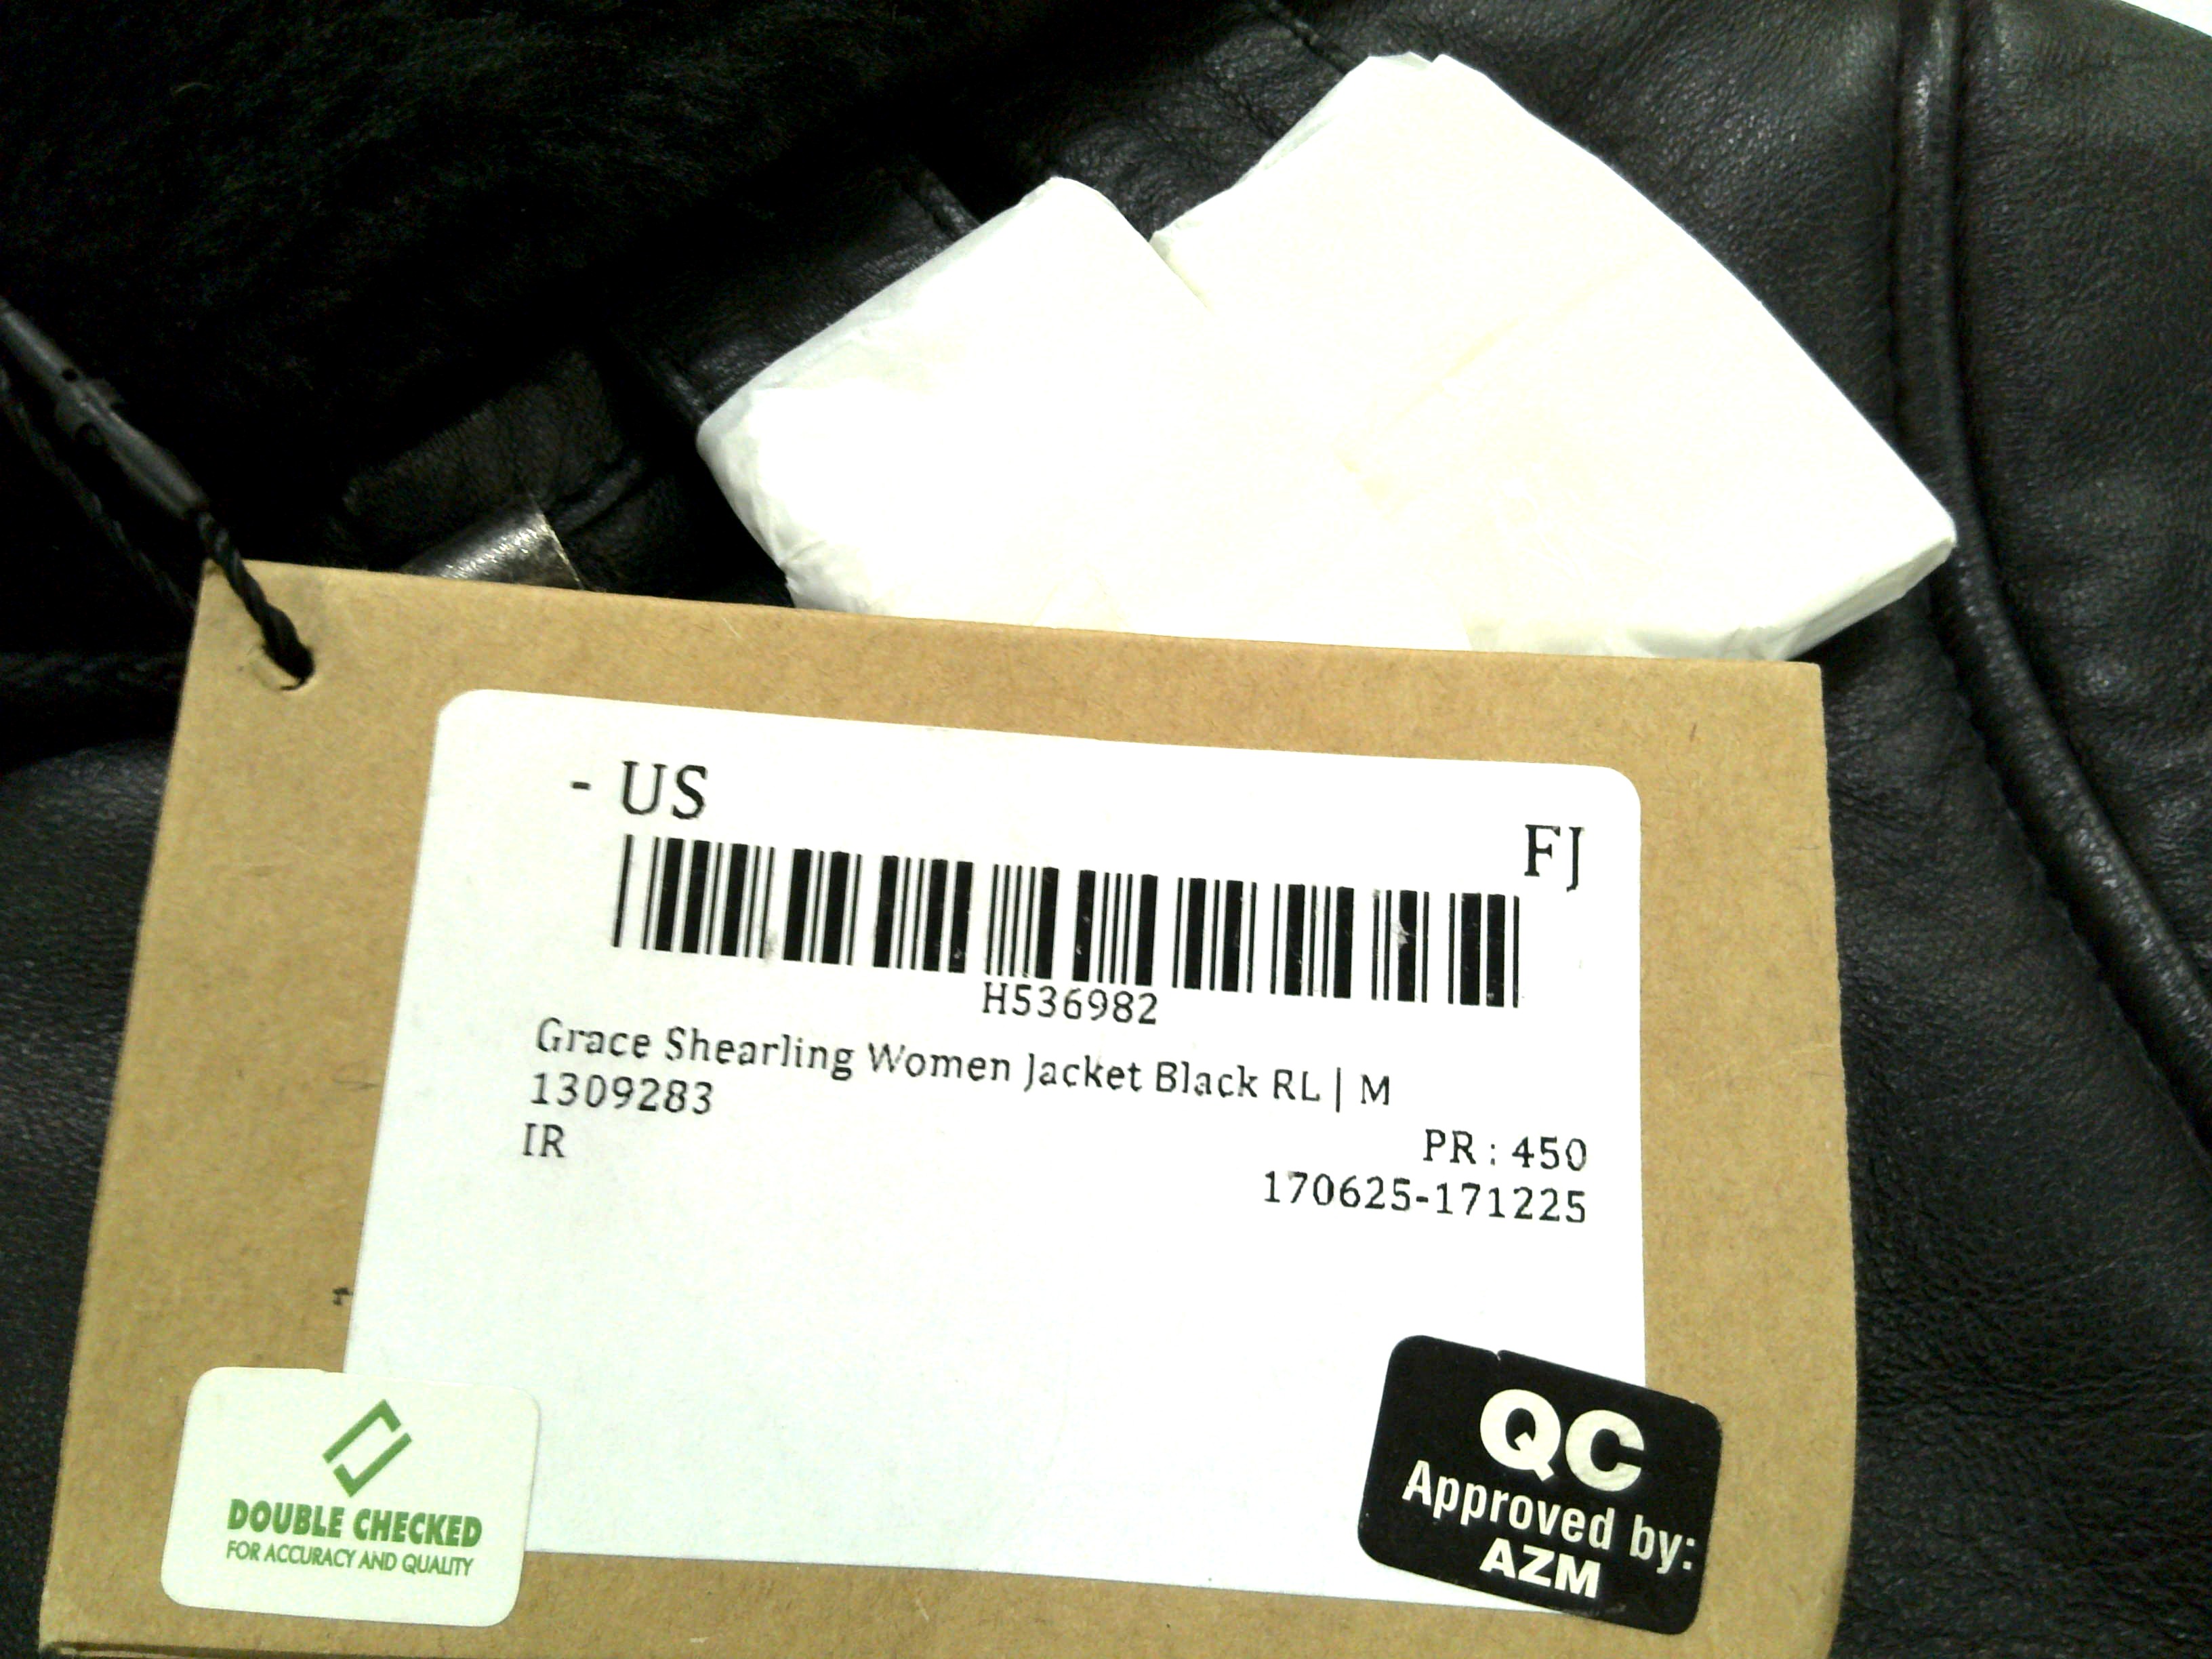 - US
FJ
H536982
Grace Shearling Women Jacket Black RL | M
1309283
IR
PR : 450
170625-171225
DOUBLE CHECKED
FOR ACCURACY AND QUALITY
QC
Approved by:
AZM